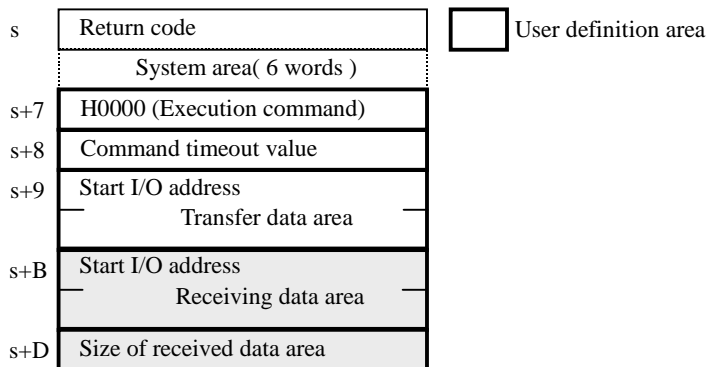 s Return code User definition area
System area( 6 words )
s+7 H0000 (Execution command)
s+8 Command timeout value
s+9 Start I/O address
Transfer data area
s+B Start I/O address
Receiving data area
s+D Size of received data area